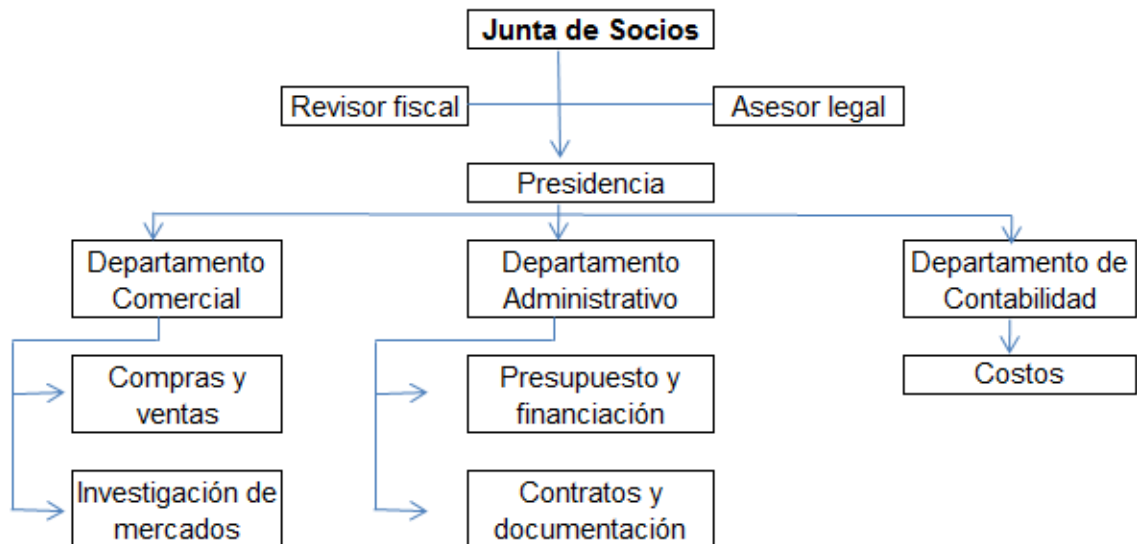 Junta de Socios
Revisor fiscal
Asesor legal
Presidencia
Departamento
Comercial
Departamento
Administrativo
Departamento de
Contabilidad
Compras y
ventas
Presupuesto y
financiación
Costos
Investigación de
mercados
Contratos y
documentación